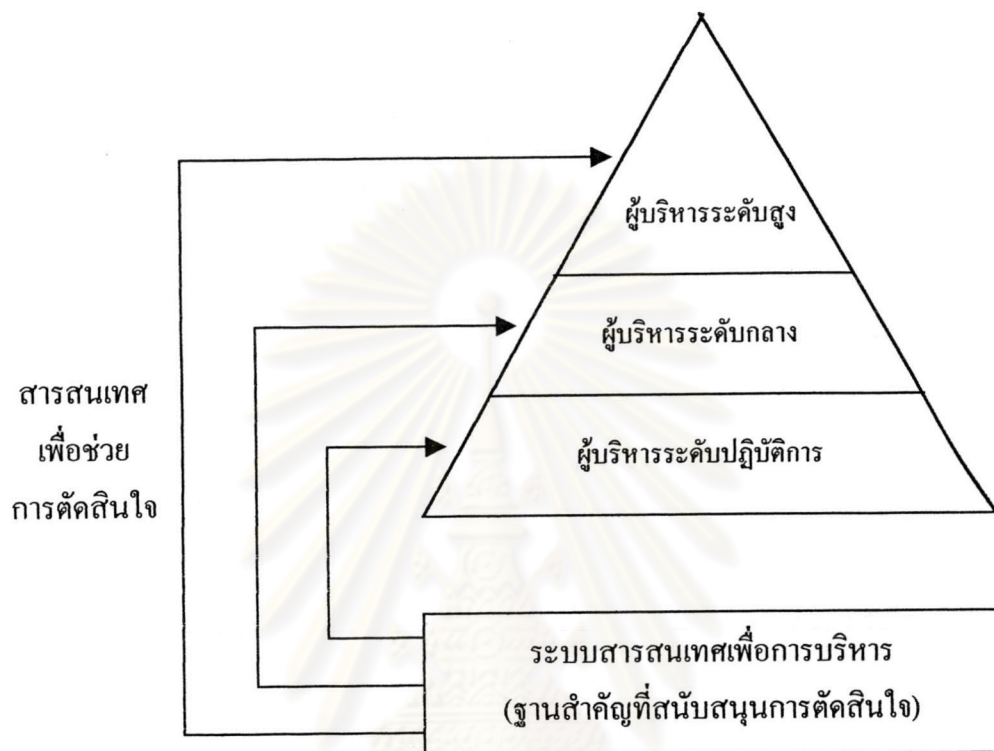 ผู้บริหารระดับสูง
ผู้บริหารระดับกลาง
ผู้บริหารระดับปฏิบัติการ
สารสนเทศ
เพื่อช่วย
การตัดสินใจ
ระบบสารสนเทศเพื่อการบริหาร
(ฐานสำคัญที่สนับสนุนการตัดสินใจ)